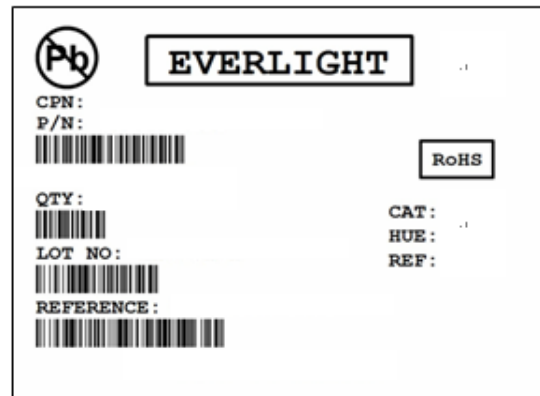 Pb
EVERLIGHT
CPN:
P/N:
RoHS
QTY:
CAT:
HUE:
LOT NO:
REF:
REFERENCE: